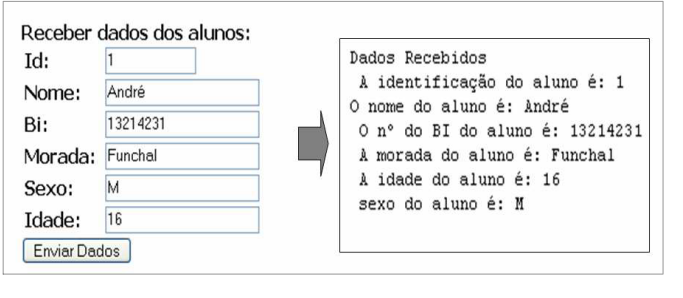 Receber dados dos alunos:
Id: 1
Nome: André
Bi: 13214231
Morada: Funchal
Sexo: M
Idade: 16
Enviar Dados
Dados Recebidos
A identificação do aluno é: 1
O nome do aluno é: André
O nº do BI do aluno é: 13214231
A morada do aluno é: Funchal
A idade do aluno é: 16
sexo do aluno é: M